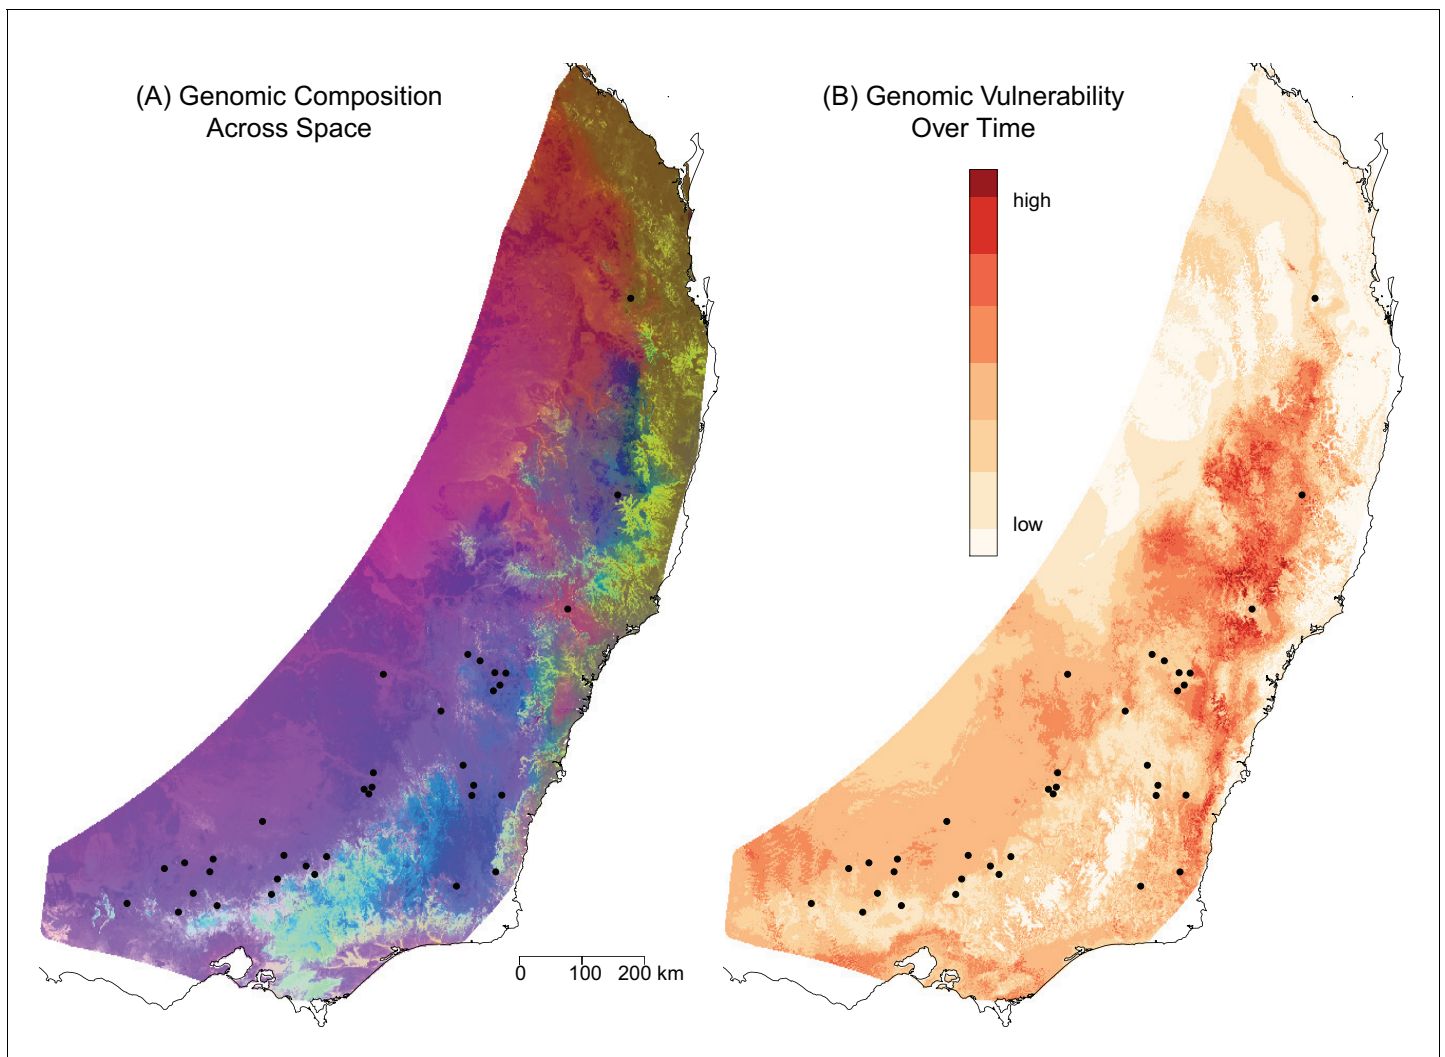 (A) Genomic Composition
Across Space
(B) Genomic Vulnerability
Over Time
high
low
0 100 200 km